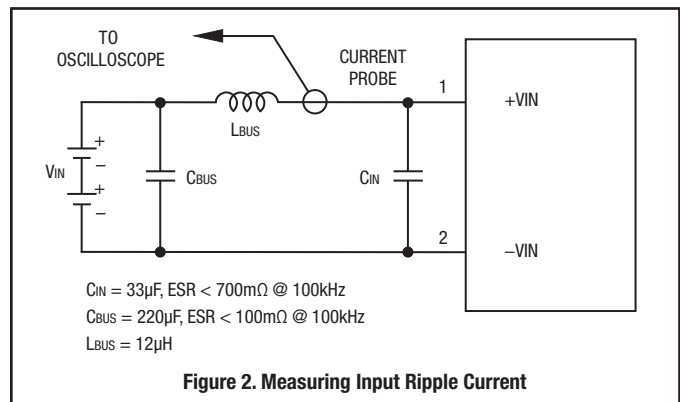 TO
OSCILLOSCOPE
CURRENT
PROBE
1
+VIN
LBUS
+
VIN
–
+
–
CBUS
CIN
2
–VIN
CIN = 33µF, ESR < 700mΩ @ 100kHz
CBUS = 220µF, ESR < 100mΩ @ 100kHz
LBUS = 12µH
Figure 2. Measuring Input Ripple Current